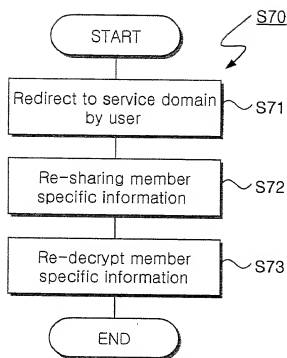 START
S70
Redirect to service domain
by user
S71
Re-sharing member
specific information
S72
Re-decrypt member
specific information
S73
END